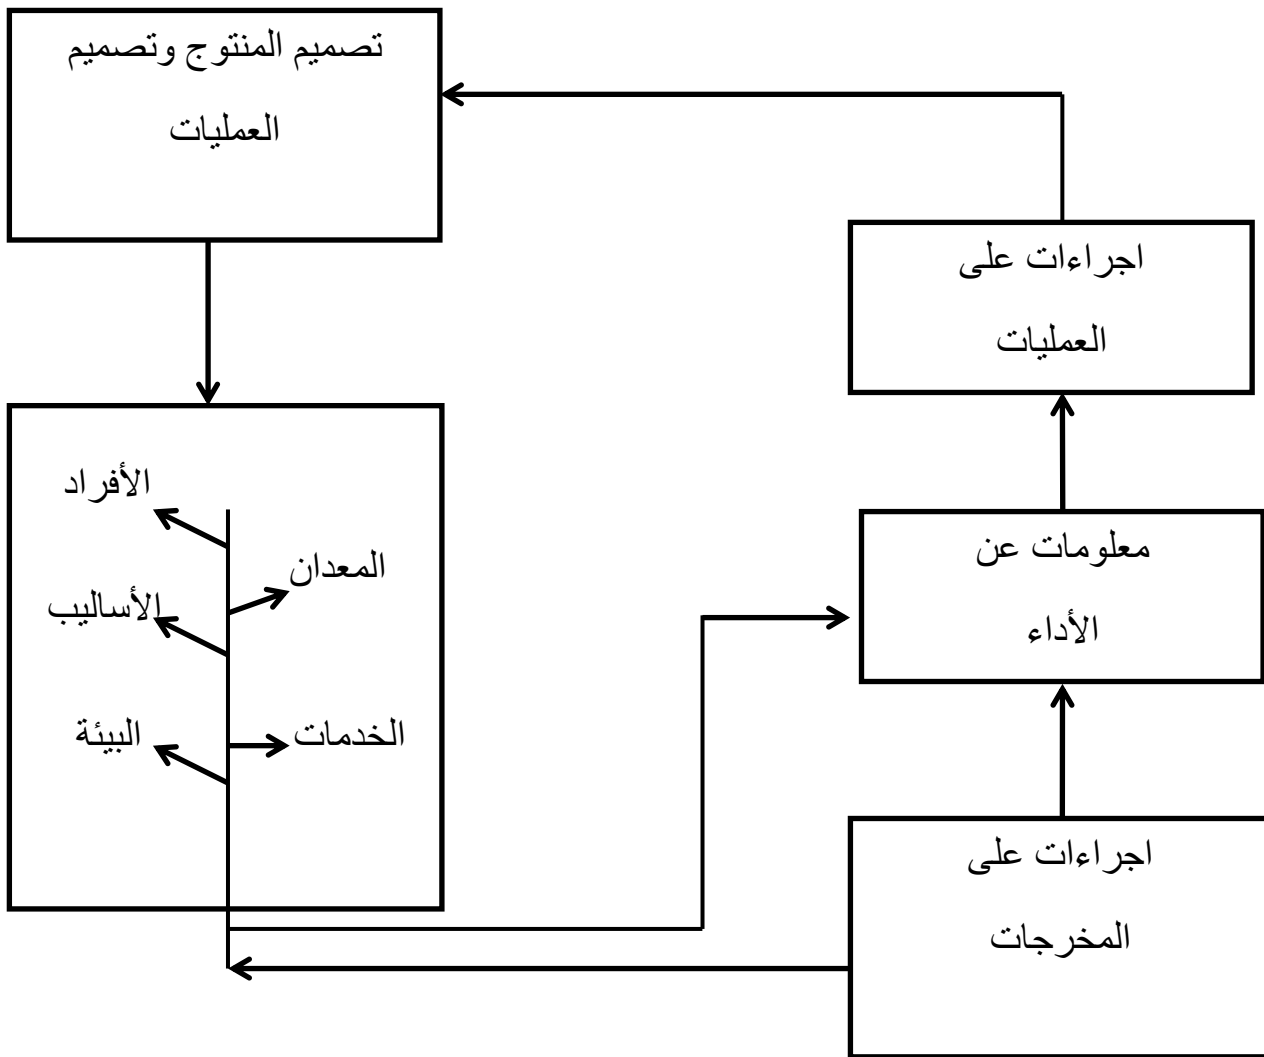 تصميم المنتوج وتصميم
العمليات
اجراءات على
العمليات
الأفراد
المعدان
الأساليب
البيئة
الخدمات
معلومات عن
الأداء
اجراءات على
المخرجات